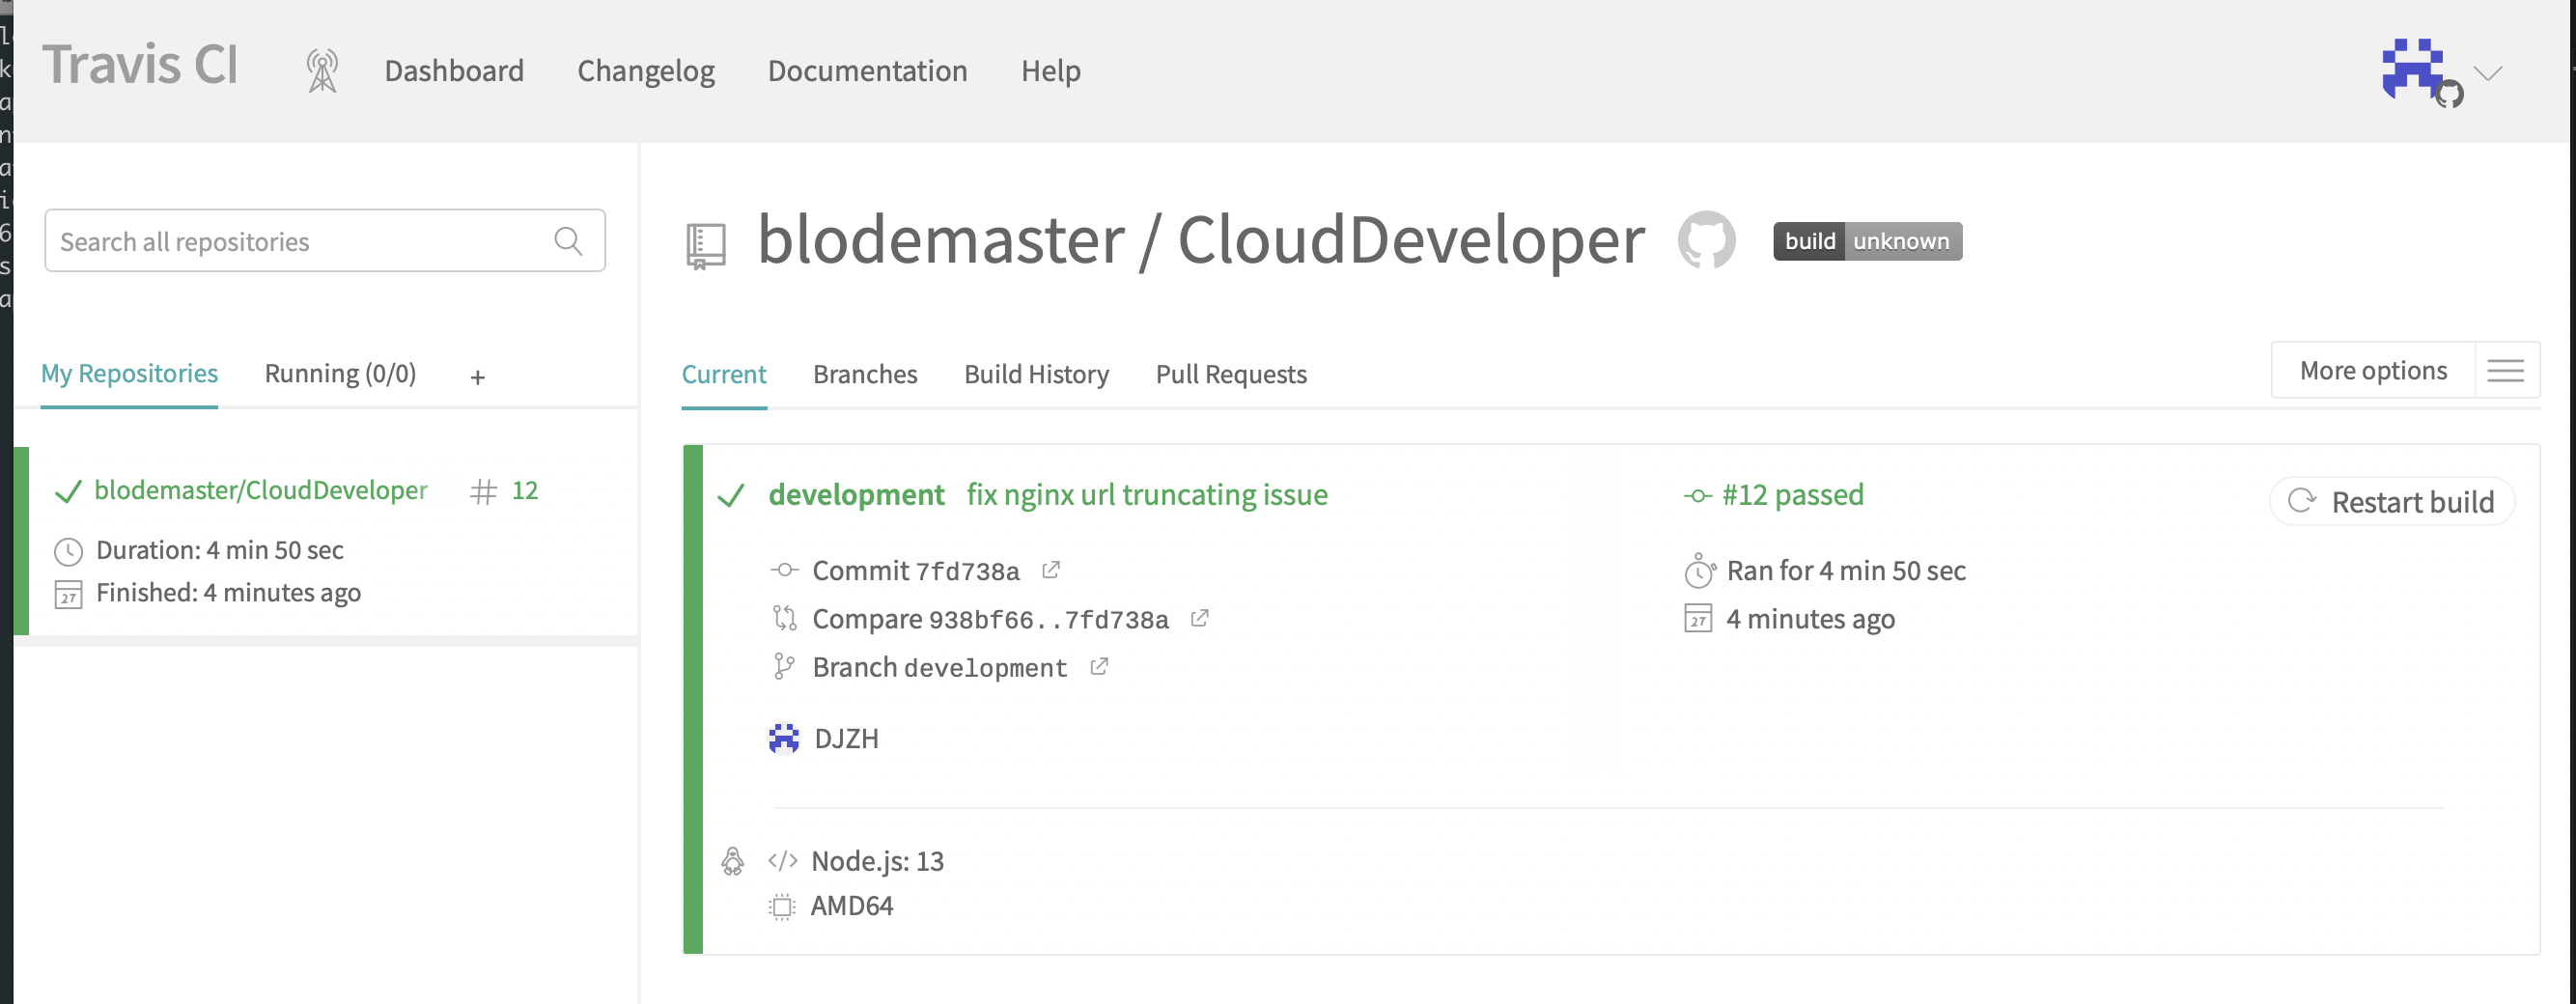 Travis CI Dashboard Changelog Documentation Help
Search all repositories
My Repositories Running (0/0) +
blodemaster/CloudDeveloper # 12
Duration: 4 min 50 sec
27 Finished: 4 minutes ago
blodemaster / CloudDeveloper build unknown
Current Branches Build History Pull Requests More options
development fix nginx url truncating issue #12 passed Restart build
Commit 7fd738a Ran for 4 min 50 sec
Compare 938bf66..7fd738a 27 4 minutes ago
Branch development
DJZH
</> Node.js: 13
AMD64